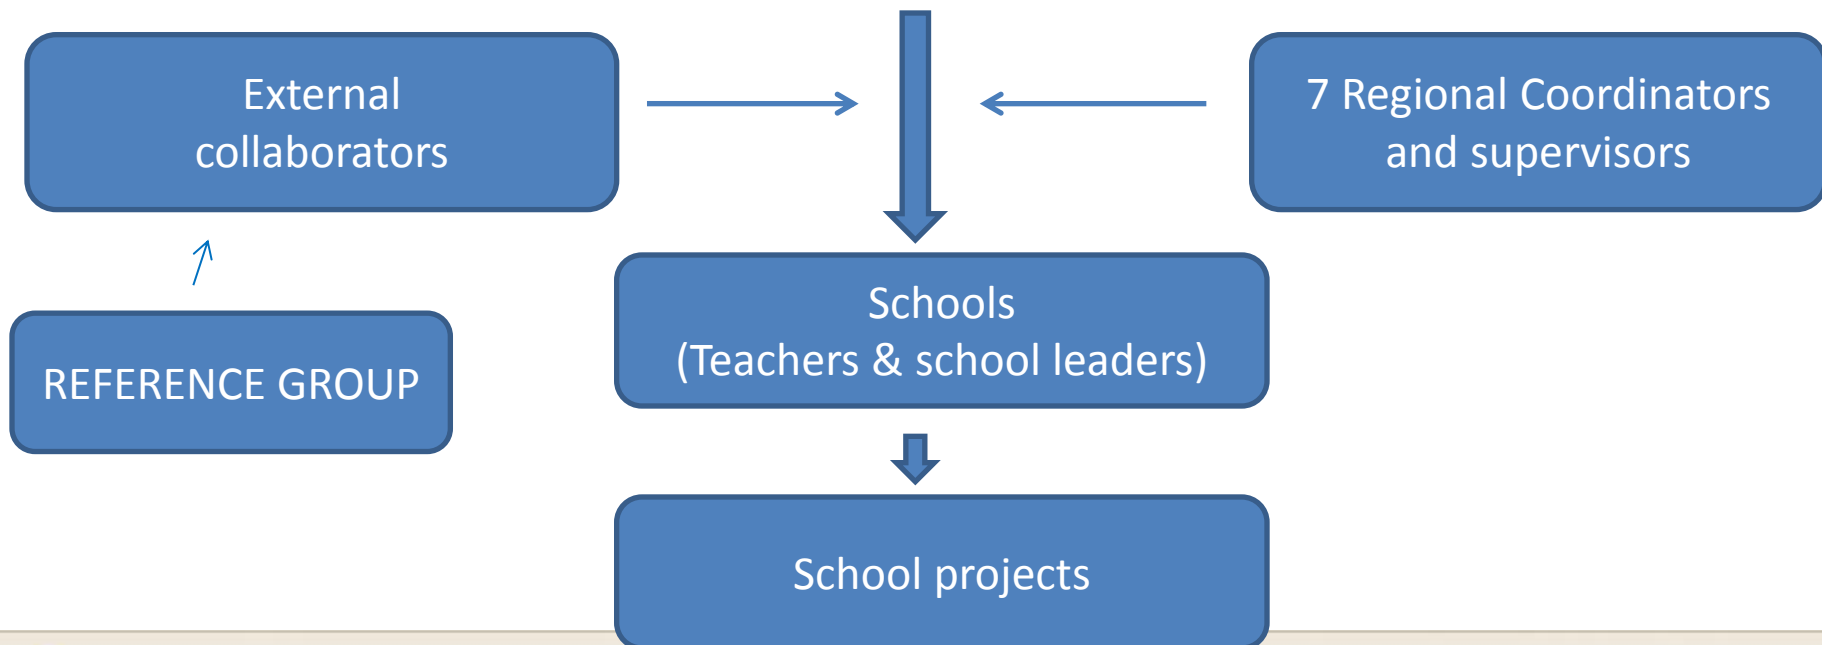 External
collaborators
7 Regional Coordinators
and supervisors
Schools
(Teachers & school leaders)
REFERENCE GROUP
School projects